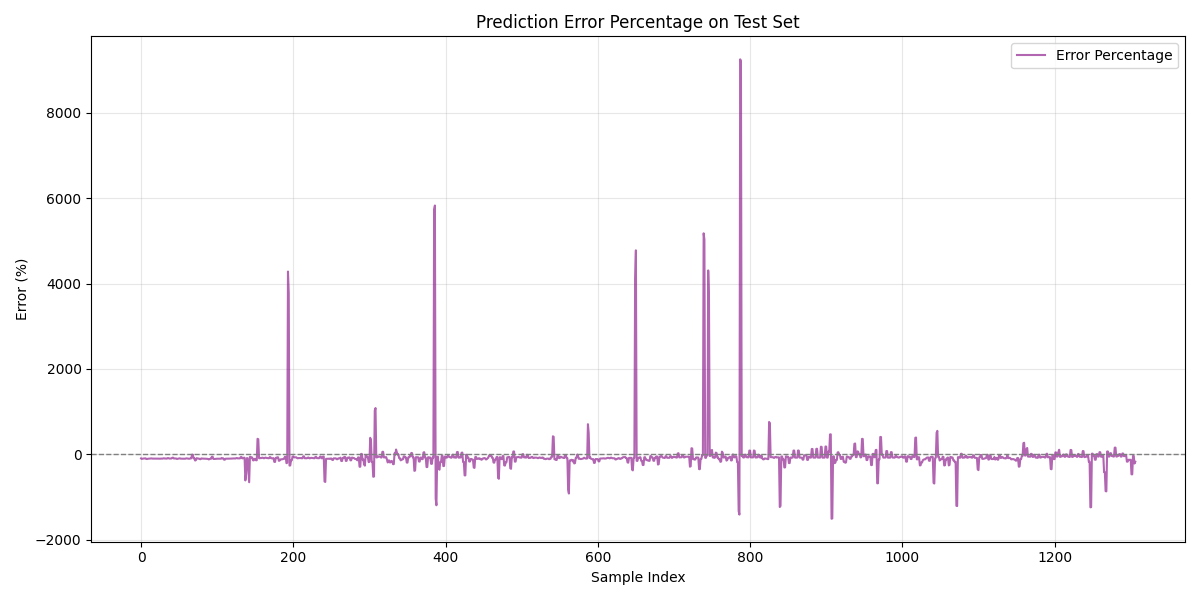 Prediction Error Percentage on Test Set
Error Percentage
8000
6000
4000
2000
0
−2000
Error (%)
0 200 400 600 800 1000 1200
Sample Index